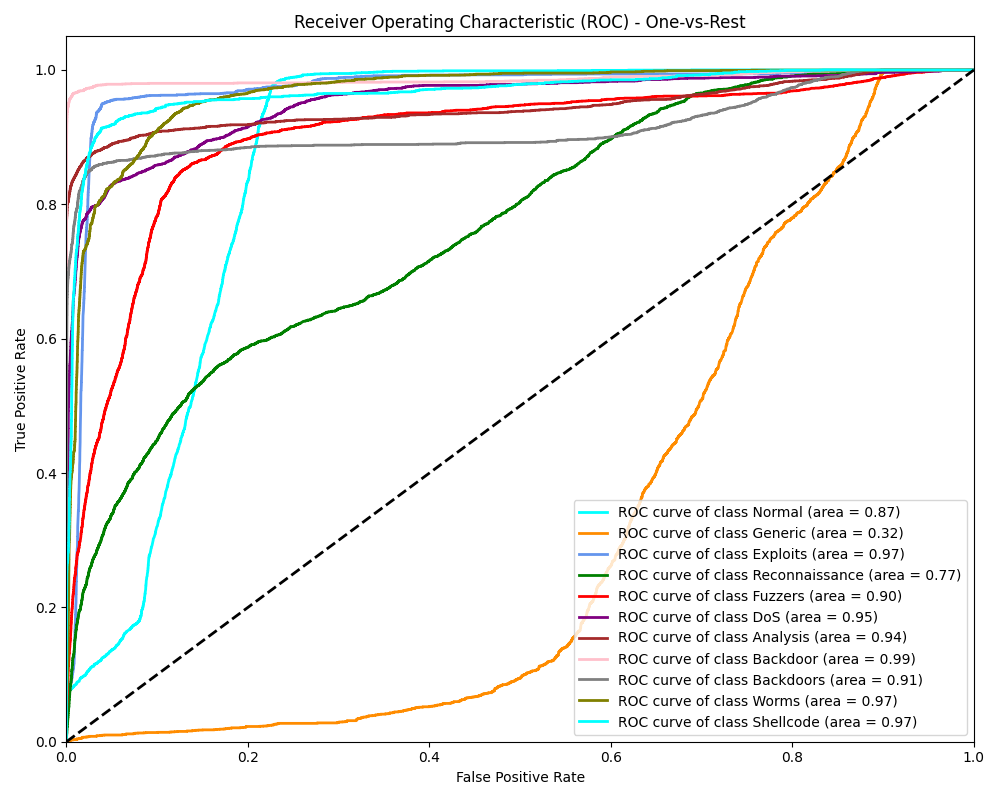 Receiver Operating Characteristic (ROC) - One-vs-Rest
1.0
0.8
0.6
0.4
0.2
0.0
True Positive Rate
ROC curve of class Normal (area = 0.87)
ROC curve of class Generic (area = 0.32)
ROC curve of class Exploits (area = 0.97)
ROC curve of class Reconnaissance (area = 0.77)
ROC curve of class Fuzzers (area = 0.90)
ROC curve of class DoS (area = 0.95)
ROC curve of class Analysis (area = 0.94)
ROC curve of class Backdoor (area = 0.99)
ROC curve of class Backdoors (area = 0.91)
ROC curve of class Worms (area = 0.97)
ROC curve of class Shellcode (area = 0.97)
0.0 0.2 0.4 0.6 0.8 1.0
False Positive Rate